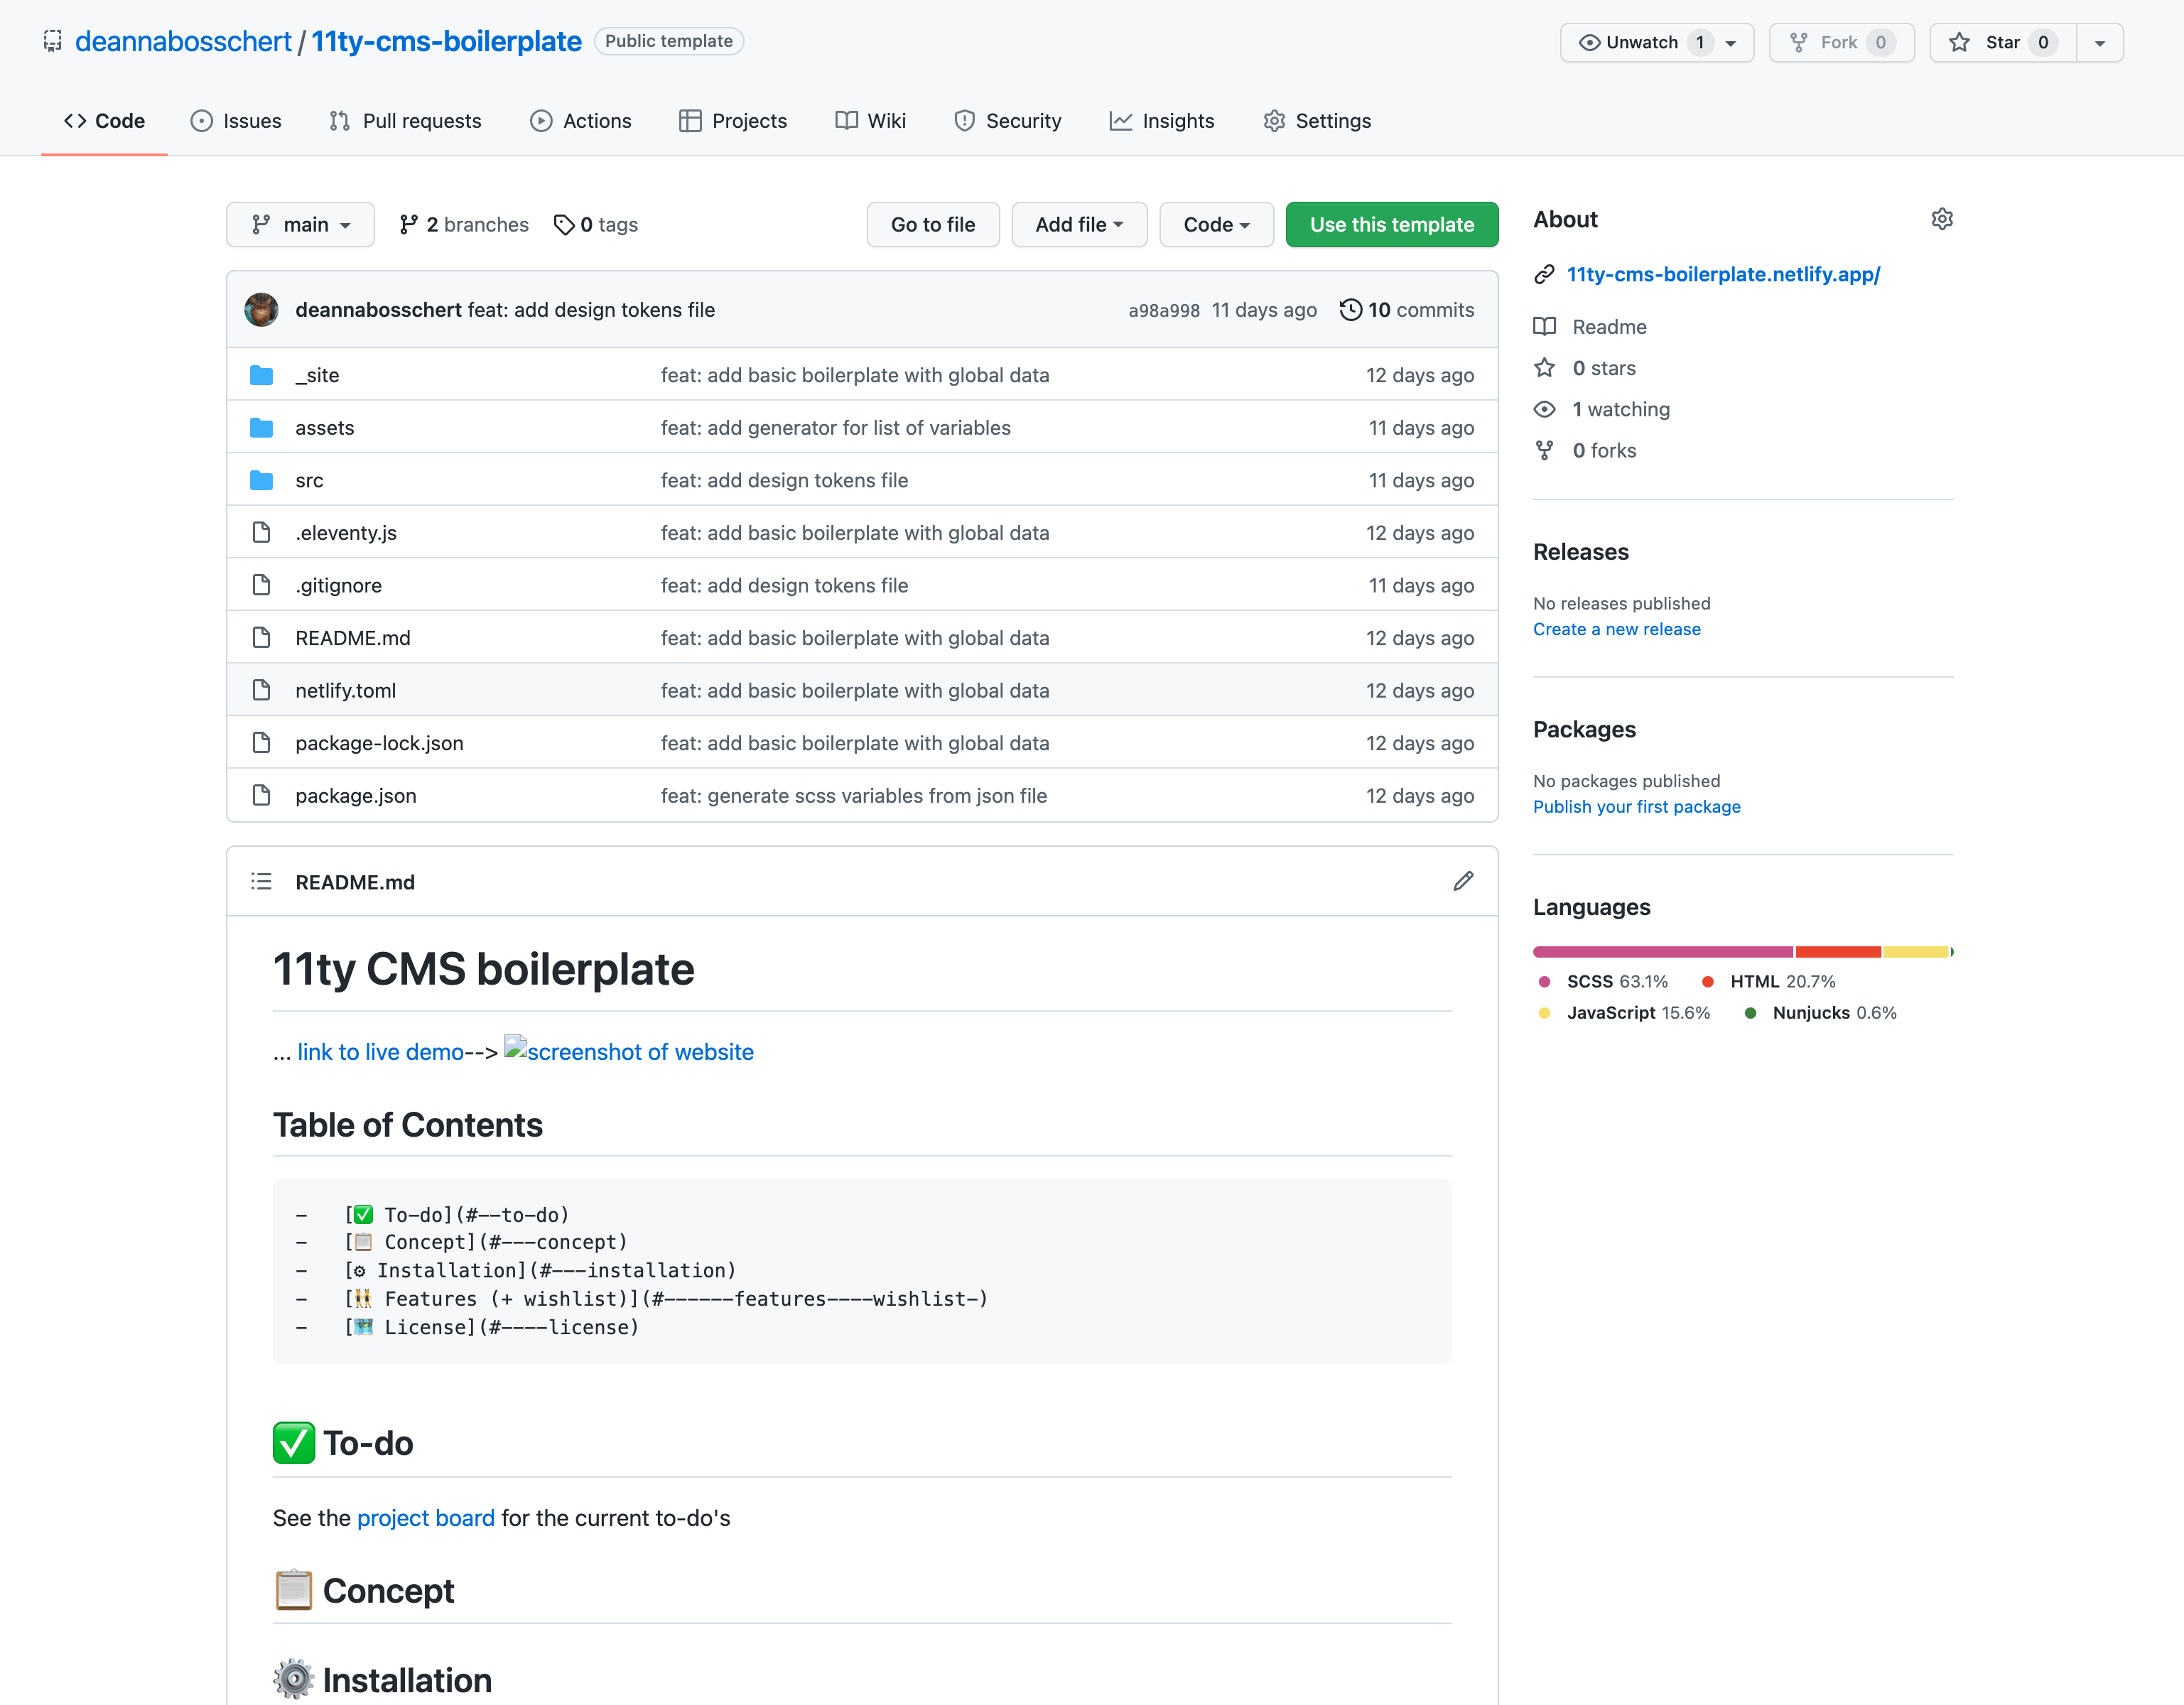 deannabosschert / 11ty-cms-boilerplate Public template
Unwatch 1 Fork 0 Star 0
Code Issues Pull requests Actions Projects Wiki Security Insights Settings
main 2 branches 0 tags Go to file Add file Code Use this template
deannabosschert feat: add design tokens file a98a998 11 days ago 10 commits
_site feat: add basic boilerplate with global data 12 days ago
assets feat: add generator for list of variables 11 days ago
src feat: add design tokens file 11 days ago
.eleventy.js feat: add basic boilerplate with global data 12 days ago
.gitignore feat: add design tokens file 11 days ago
README.md feat: add basic boilerplate with global data 12 days ago
netlify.toml feat: add basic boilerplate with global data 12 days ago
package-lock.json feat: add basic boilerplate with global data 12 days ago
package.json feat: generate scss variables from json file 12 days ago
README.md
11ty CMS boilerplate
... link to live demo--> screenshot of website
Table of Contents
- [✅ To-do](#--to-do)
- [📋 Concept](#---concept)
- [⚙️ Installation](#---installation)
- [👯 Features (+ wishlist)](#------features----wishlist-)
- [🗺️ License](#----license)
✅ To-do
See the project board for the current to-do's
📋 Concept
⚙️ Installation
About
11ty-cms-boilerplate.netlify.app/
Readme
0 stars
1 watching
0 forks
Releases
No releases published
Create a new release
Packages
No packages published
Publish your first package
Languages
SCSS 63.1% HTML 20.7%
JavaScript 15.6% Nunjucks 0.6%